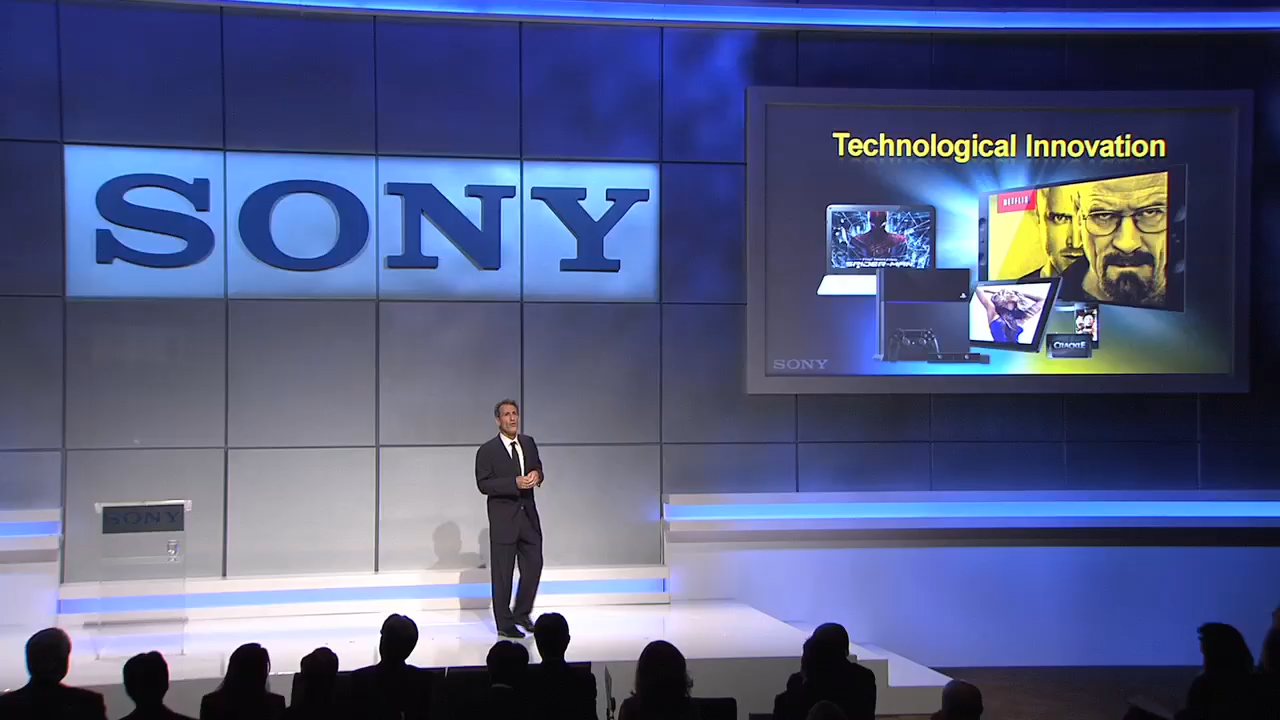 SONY
Technological Innovation
NETFLIX
SPIDER-MAN
CRACKLE
SONY
SONY